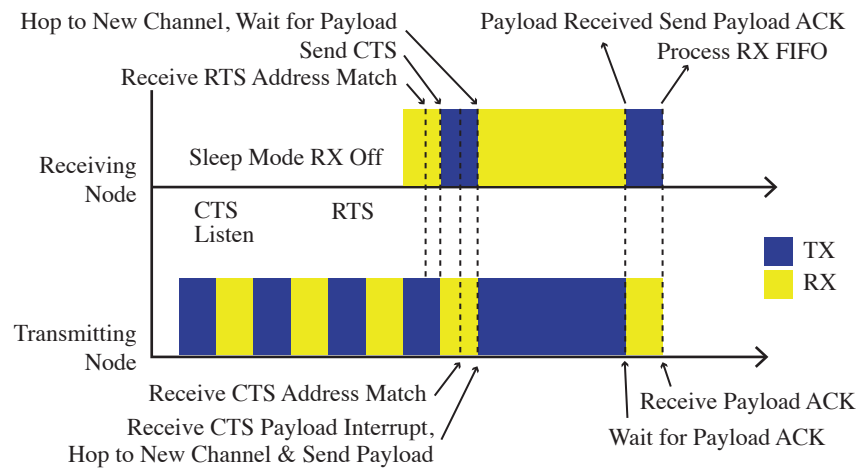 Hop to New Channel, Wait for Payload
Send CTS
Receive RTS Address Match
Payload Received Send Payload ACK
Process RX FIFO
Receiving
Node
Sleep Mode RX Off
CTS
Listen
RTS
TX
RX
Transmitting
Node
Receive CTS Address Match
Receive CTS Payload Interrupt,
Hop to New Channel & Send Payload
Receive Payload ACK
Wait for Payload ACK